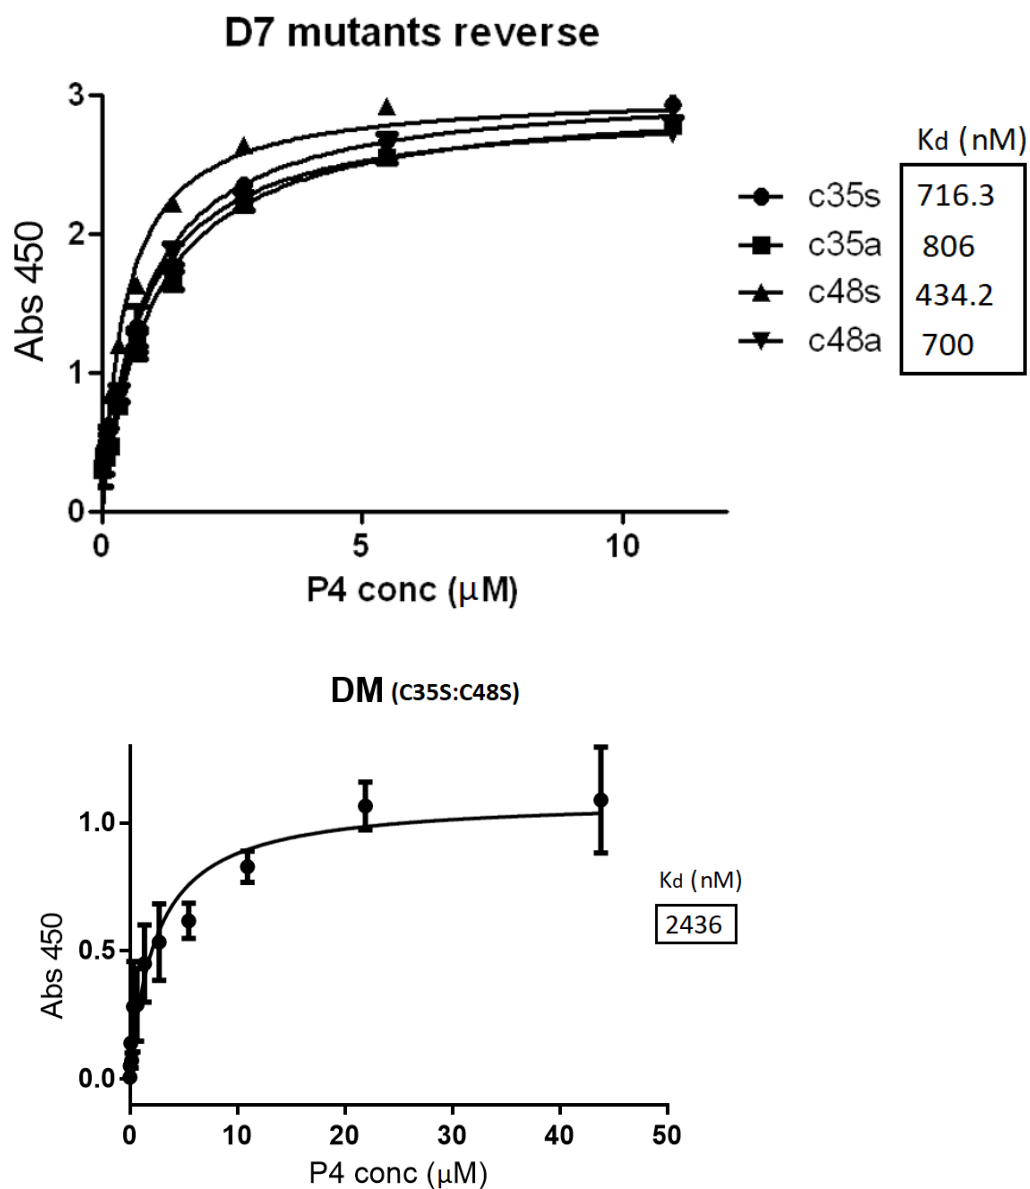 D7 mutants reverse
3
2
1
0
Abs 450
0 5 10
P4 conc (μM)
Kd (nM)
c35s 716.3
c35a 806
c48s 434.2
c48a 700
DM (C35S:C48S)
1.0
0.5
0.0
Abs 450
0 10 20 30 40 50
P4 conc (μM)
Kd (nM)
2436